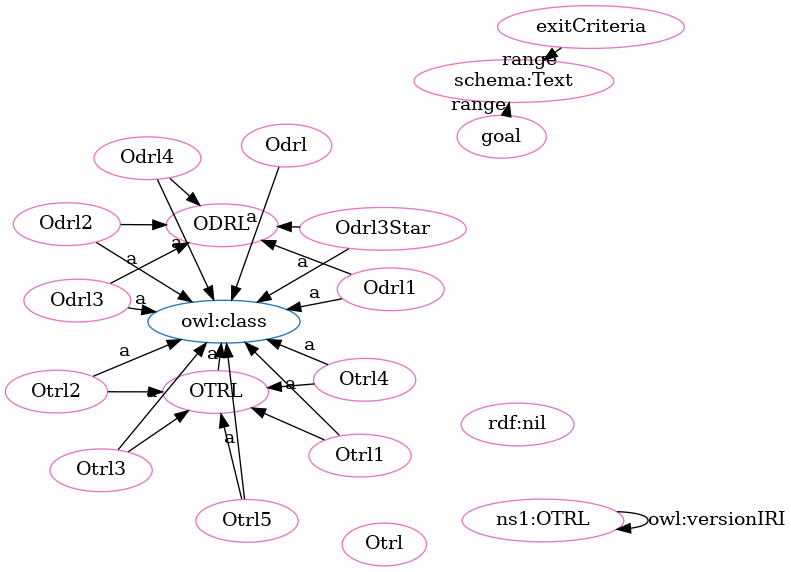 exitCriteria
range
schema:Text
range
goal
Odrl4
Odrl
Odrl2
ODRL
a
Odrl3Star
a
a
a
Odrl3
a
a
Odrl1
owl:class
a
a
a
Otrl2
a
OTRL
a
Otrl4
rdf:nil
a
Otrl3
Otrl1
Otrl5
ns1:OTRL
owl:versionIRI
Otrl